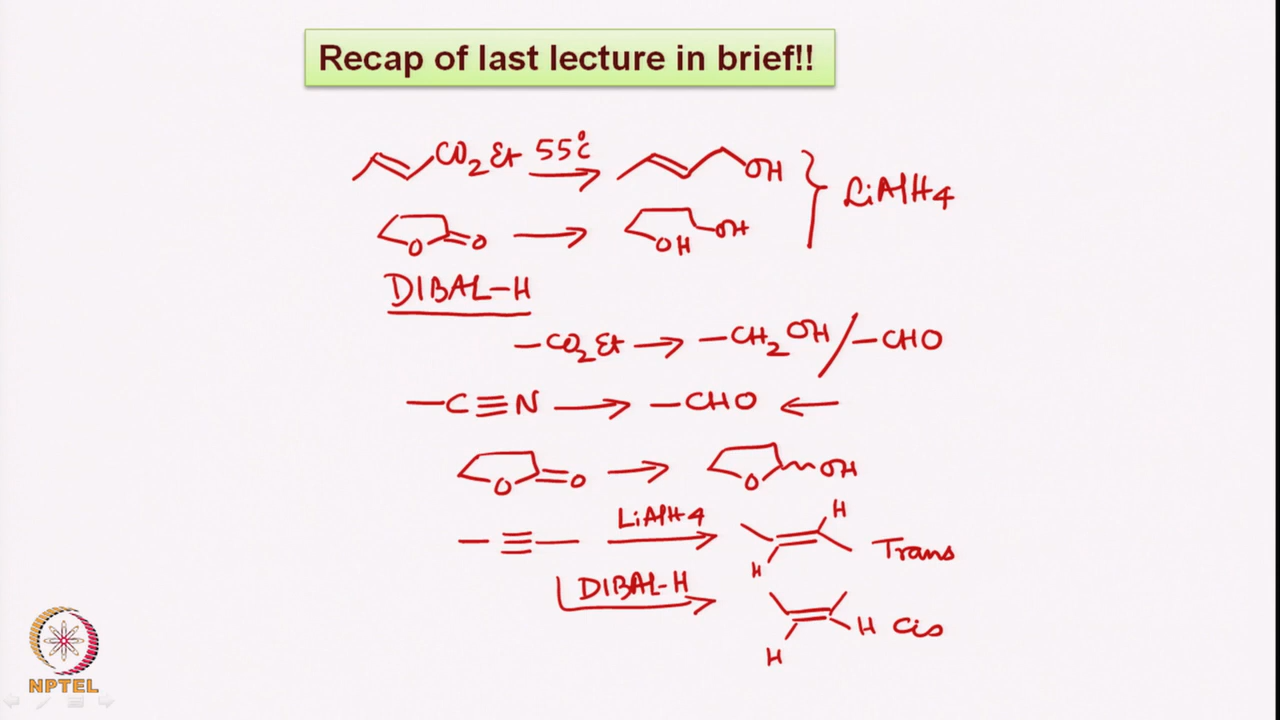 Recap of last lecture in brief!!
CO2Et 55°C OH
O O OH OH } LiAlH4
DIBAL-H
-CO2Et → -CH2OH / -CHO
-C≡N → -CHO ←
O O → O OH
-≡- LiAlH4 → H H Trans
DIBAL-H → H H Cis
NPTEL